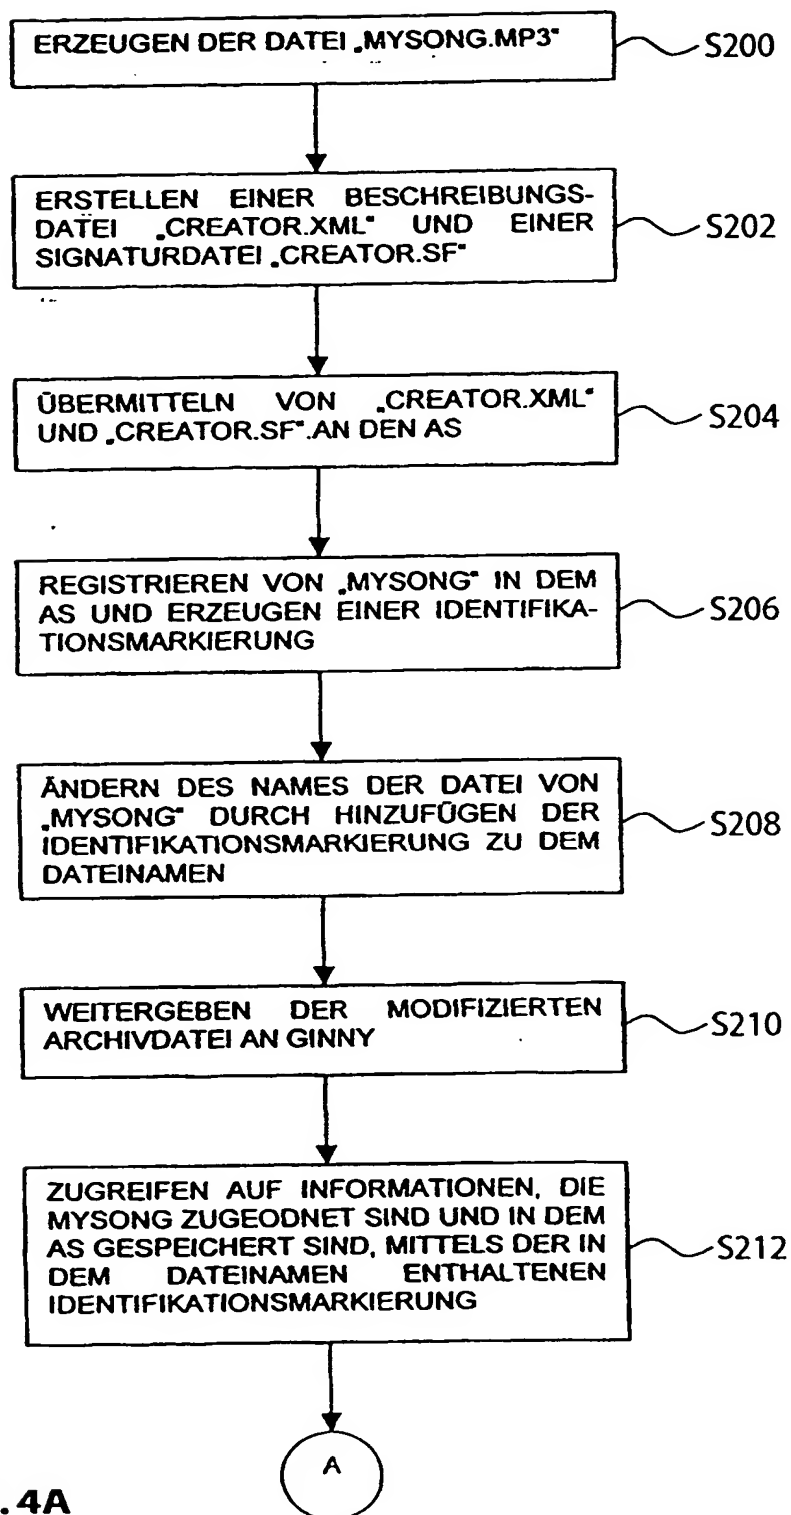 ERZEUGEN DER DATEI „MYSONG.MP3“
S200
ERSTELLEN EINER BESCHREIBUNGS-
DATEI „CREATOR.XML“ UND EINER
SIGNATURDATEI „CREATOR.SF“
S202
ÜBERMITTELN VON „CREATOR.XML“
UND „CREATOR.SF“ AN DEN AS
S204
REGISTRIEREN VON „MYSONG“ IN DEM
AS UND ERZEUGEN EINER IDENTIFIKA-
TIONSMARKIERUNG
S206
ÄNDERN DES NAMES DER DATEI VON
„MYSONG“ DURCH HINZUFÜGEN DER
IDENTIFIKATIONSMARKIERUNG ZU DEM
DATEINAMEN
S208
WEITERGEBEN DER MODIFIZIERTEN
ARCHIVDATEI AN GINNY
S210
ZUGREIFEN AUF INFORMATIONEN, DIE
MYSONG ZUGEODNET SIND UND IN DEM
AS GESPEICHERT SIND, MITTELS DER IN
DEM DATEINAMEN ENTHALTENEN
IDENTIFIKATIONSMARKIERUNG
S212
A
. 4A